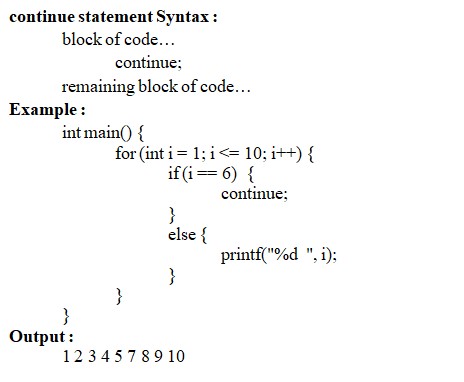 continue statement Syntax :
block of code…
continue;
remaining block of code…
Example :
int main() {
for (int i = 1; i <= 10; i++) {
if (i == 6) {
continue;
}
else {
printf("%d ", i);
}
}
}
Output :
1 2 3 4 5 7 8 9 10